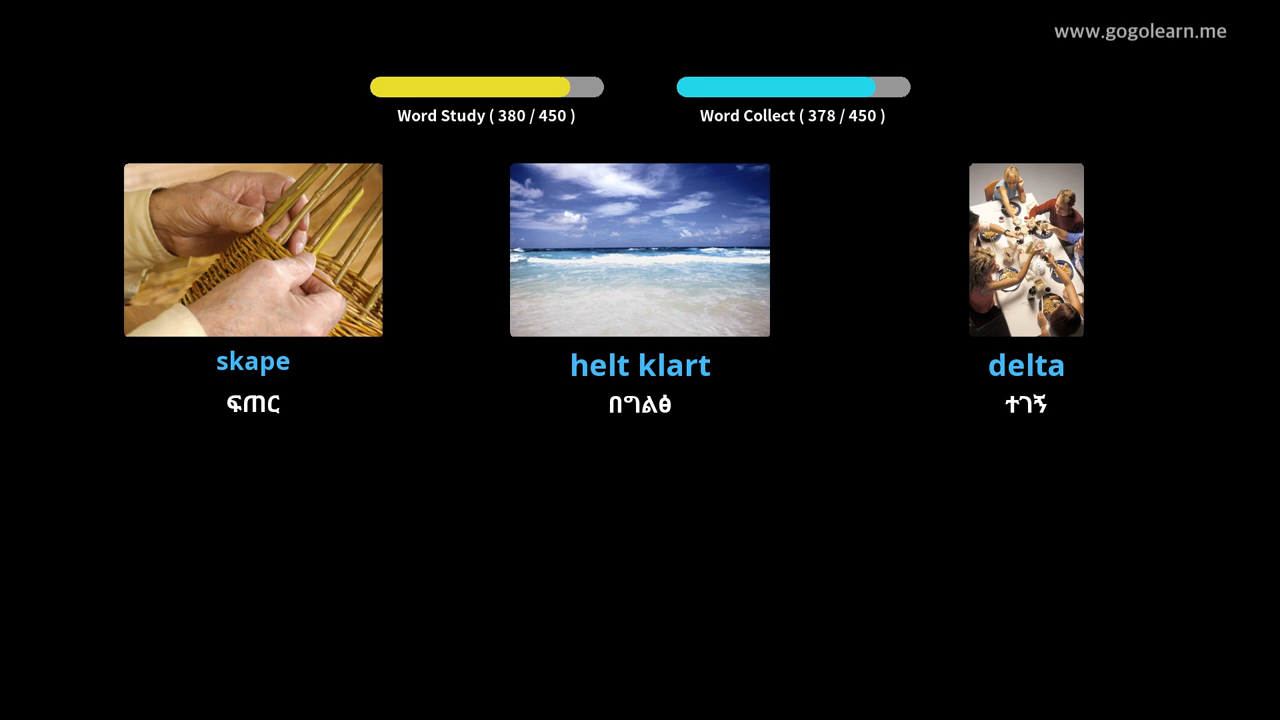 www.gogolearn.me
Word Study ( 380 / 450 )
Word Collect ( 378 / 450 )
skape
helt klart
delta
ፍጠር
በግልፅ
ተገኝ